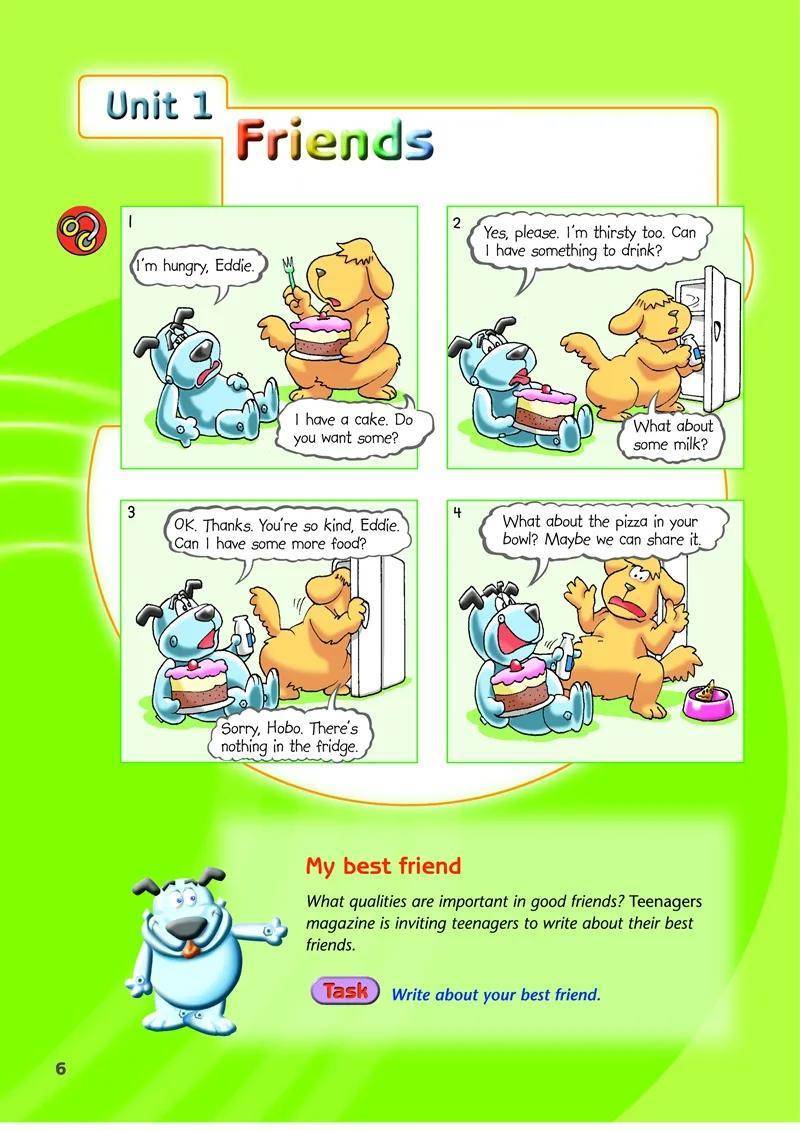 Unit 1
Friends
1
I'm hungry, Eddie.
I have a cake. Do
you want some?
2
Yes, please. I'm thirsty too. Can
I have something to drink?
What about
some milk?
3
OK. Thanks. You're so kind, Eddie.
Can I have some more food?
Sorry, Hobo. There's
nothing in the fridge.
4
What about the pizza in your
bowl? Maybe we can share it.
My best friend
What qualities are important in good friends? Teenagers
magazine is inviting teenagers to write about their best
friends.
Task
Write about your best friend.
6